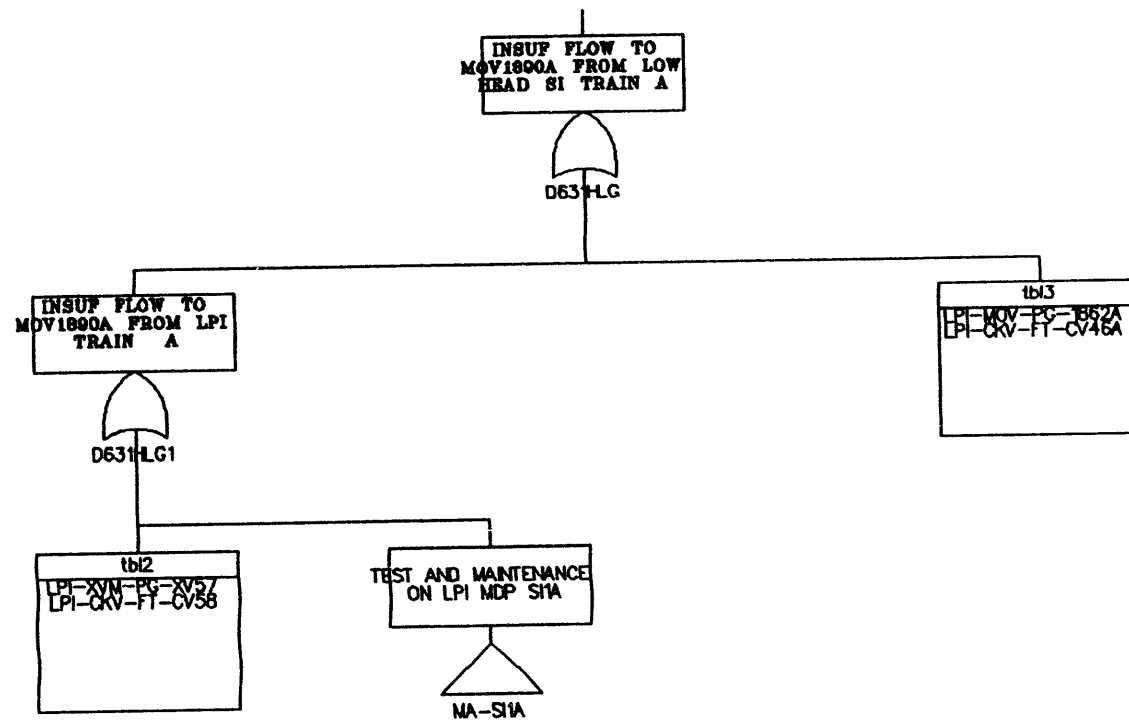 INSUF FLOW TO
MOV1890A FROM LOW
HEAD SI TRAIN A
D631HLG
INSUF FLOW TO
MOV1890A FROM LPI
TRAIN A
D631HLG1
tbl3
LPI-MOV-PG-1862A
LPI-CKV-FT-CV46A
tbl2
LPI-XVM-PG-XV57
LPI-CKV-FT-CV58
TEST AND MAINTENANCE
ON LPI MDP SI1A
MA-SI1A